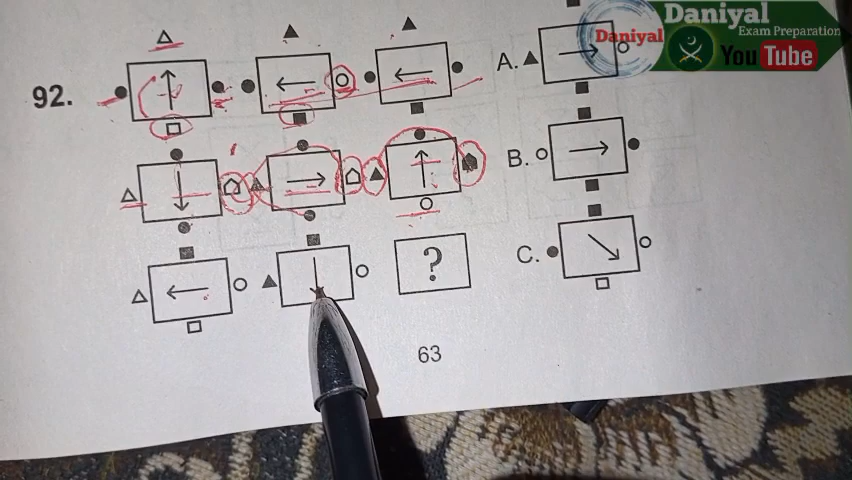 Daniyal
Exam Preparation
Daniyal
YouTube
92.
A.
B.
?
C.
63